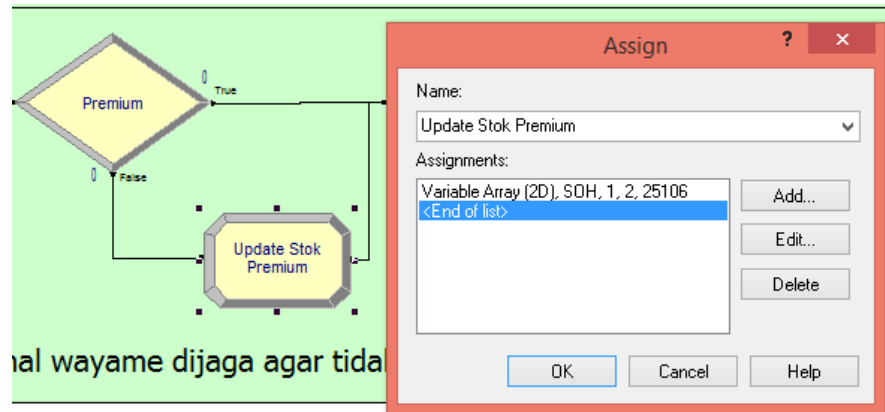 Premium
0
True
0
False
Update Stok
Premium
nal wayame dijaga agar tidal
Assign
?
×
Name:
Update Stok Premium
Assignments:
Variable Array (2D), SOH, 1, 2, 25106
<End of list>
Add...
Edit...
Delete
OK
Cancel
Help